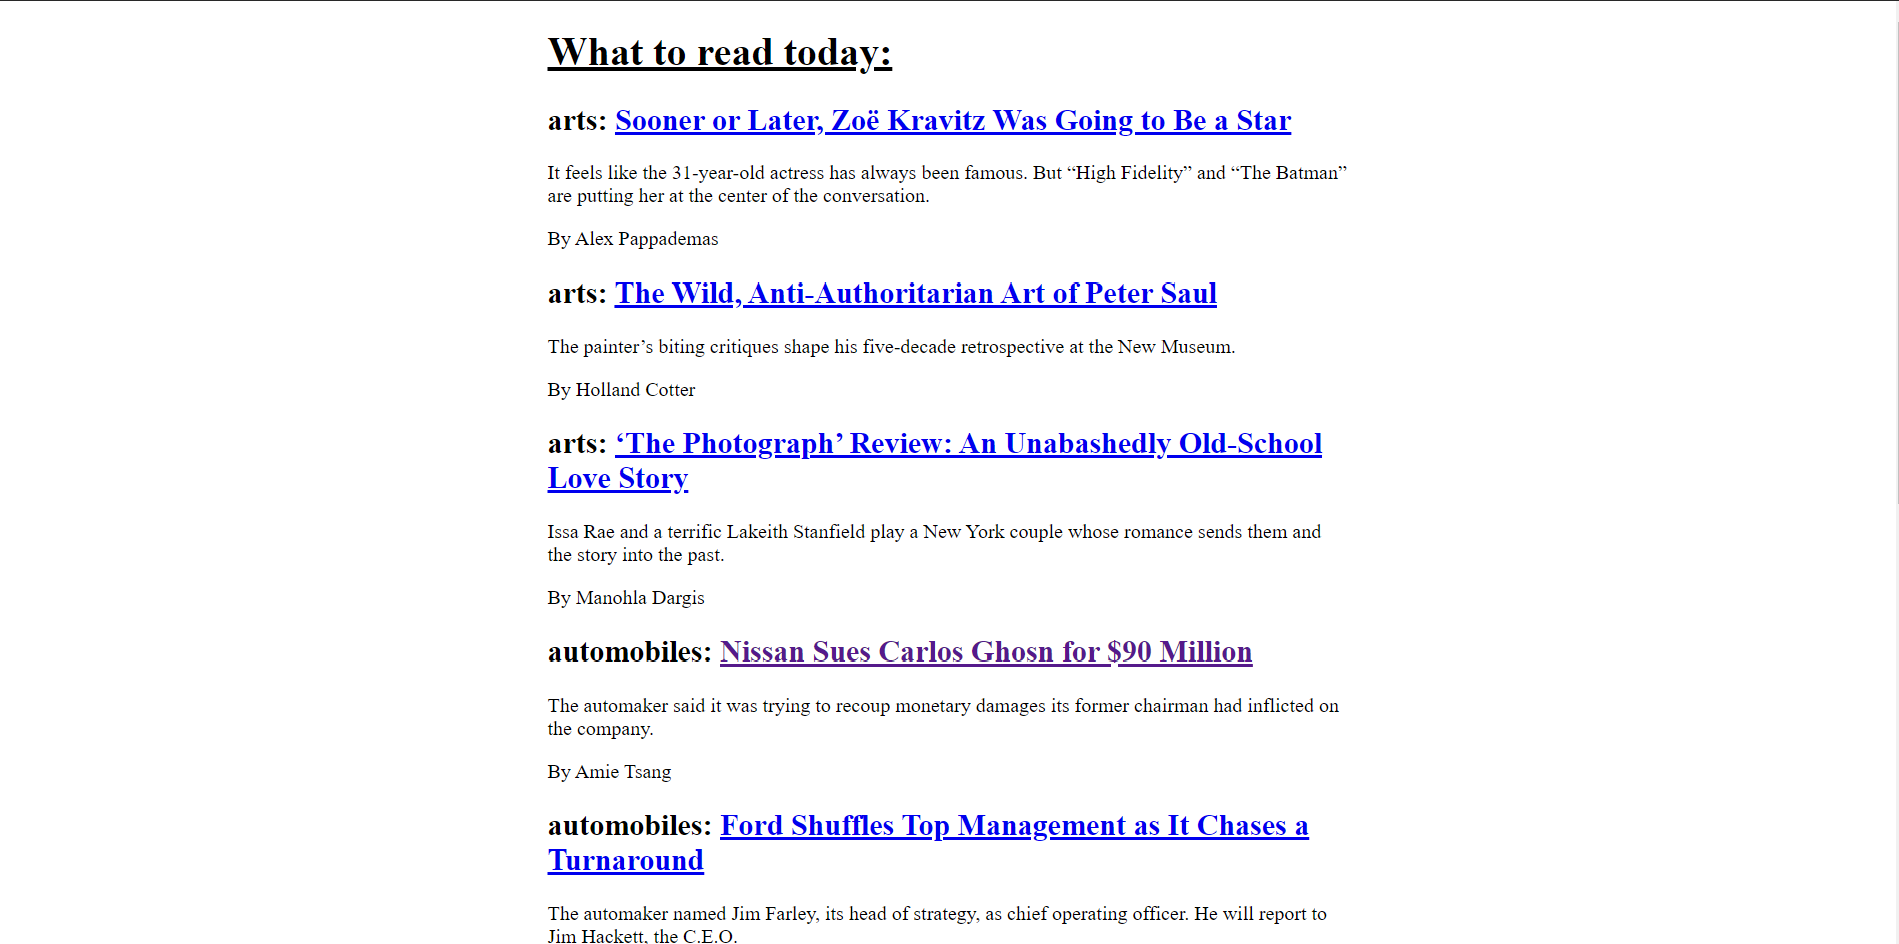 What to read today:
arts: Sooner or Later, Zoë Kravitz Was Going to Be a Star
It feels like the 31-year-old actress has always been famous. But “High Fidelity” and “The Batman”
are putting her at the center of the conversation.
By Alex Pappademas
arts: The Wild, Anti-Authoritarian Art of Peter Saul
The painter’s biting critiques shape his five-decade retrospective at the New Museum.
By Holland Cotter
arts: ‘The Photograph’ Review: An Unabashedly Old-School
Love Story
Issa Rae and a terrific Lakeith Stanfield play a New York couple whose romance sends them and
the story into the past.
By Manohla Dargis
automobiles: Nissan Sues Carlos Ghosn for $90 Million
The automaker said it was trying to recoup monetary damages its former chairman had inflicted on
the company.
By Amie Tsang
automobiles: Ford Shuffles Top Management as It Chases a
Turnaround
The automaker named Jim Farley, its head of strategy, as chief operating officer. He will report to
Jim Hackett, the C.E.O.